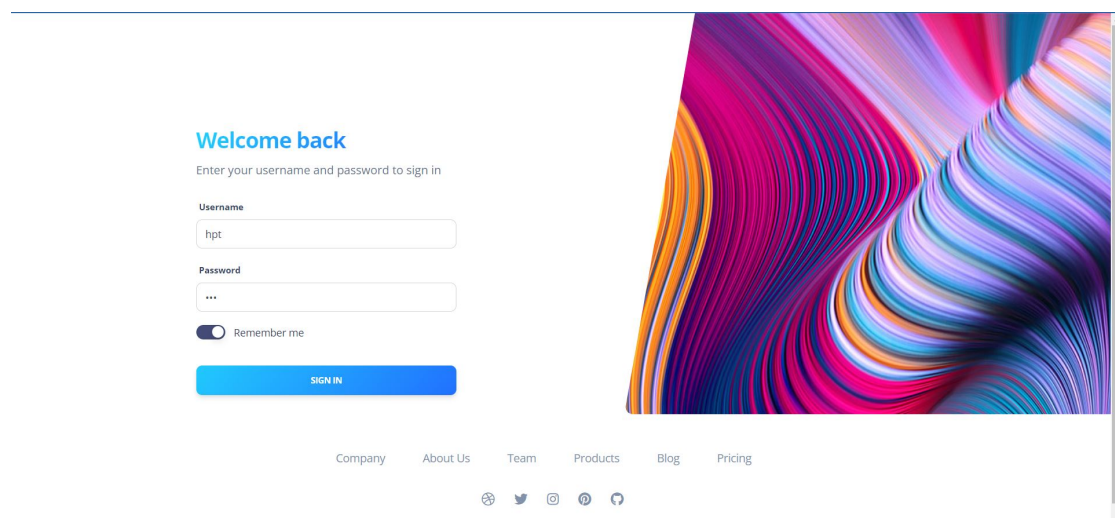 Welcome back
Enter your username and password to sign in
Username
hpt
Password
•••
Remember me
SIGN IN
Company About Us Team Products Blog Pricing